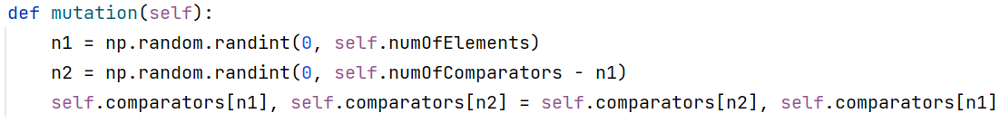 def mutation(self):
    n1 = np.random.randint(0, self.numOfElements)
    n2 = np.random.randint(0, self.numOfComparators - n1)
    self.comparators[n1], self.comparators[n2] = self.comparators[n2], self.comparators[n1]